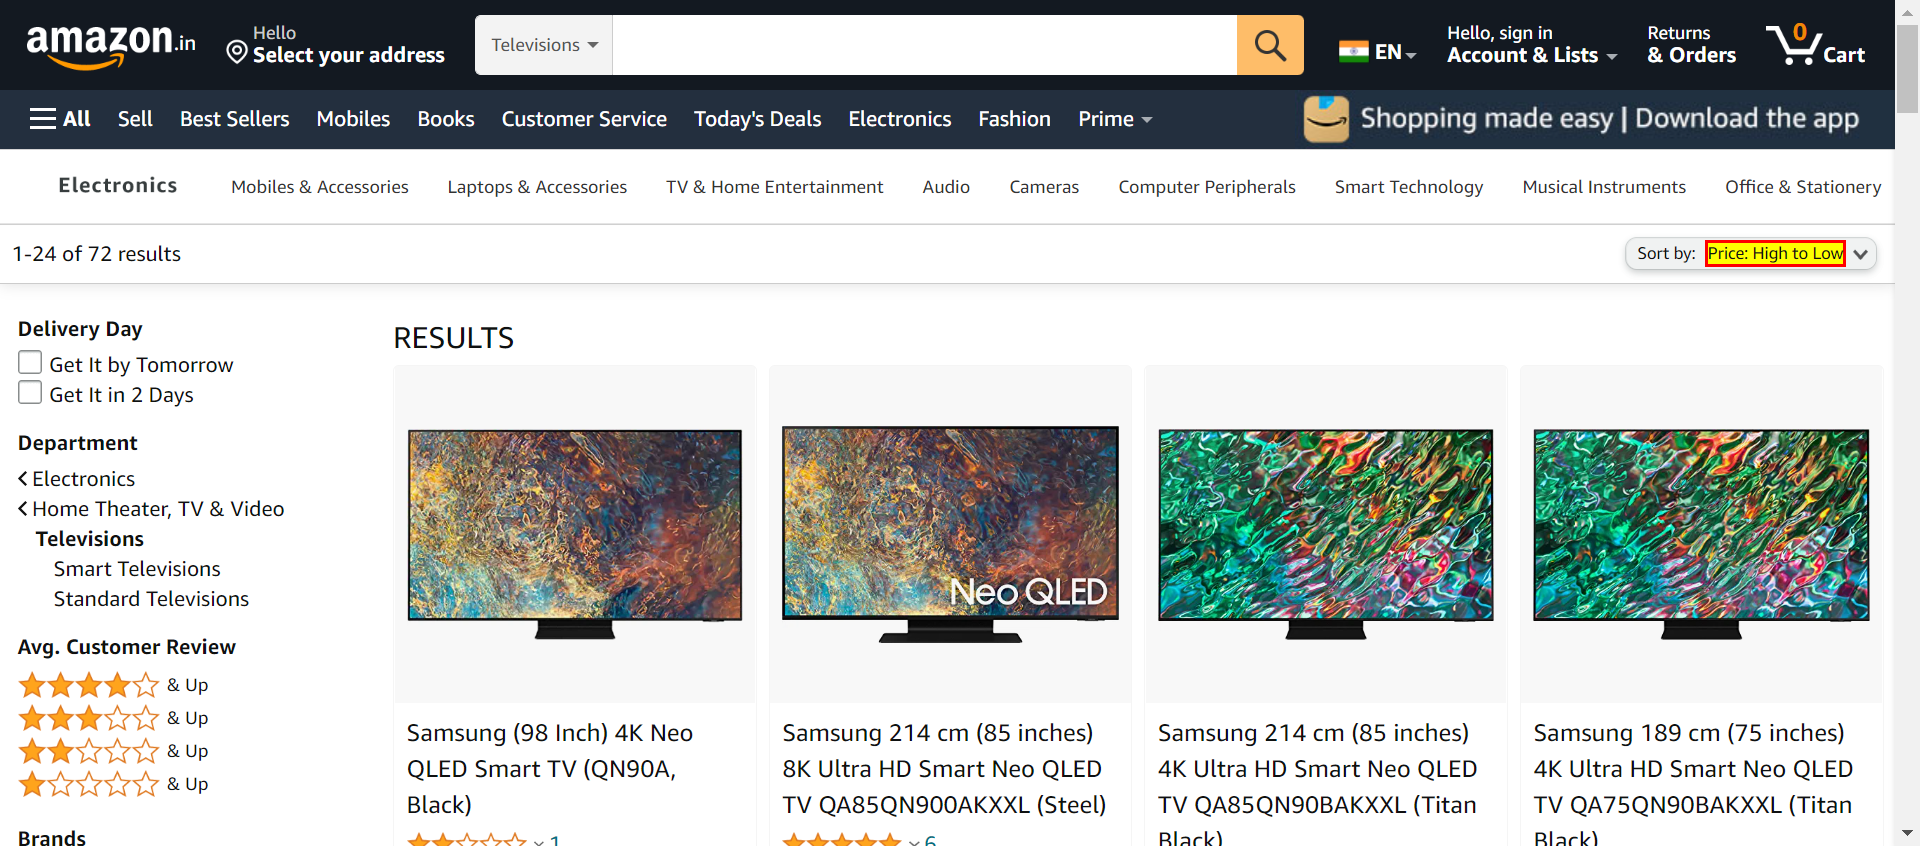 amazon.in
Hello
Select your address
Televisions
EN
Hello, sign in
Account & Lists
Returns
& Orders
0
Cart
All
Sell
Best Sellers
Mobiles
Books
Customer Service
Today's Deals
Electronics
Fashion
Prime
Shopping made easy | Download the app
Electronics
Mobiles & Accessories
Laptops & Accessories
TV & Home Entertainment
Audio
Cameras
Computer Peripherals
Smart Technology
Musical Instruments
Office & Stationery
1-24 of 72 results
Sort by: Price: High to Low
Delivery Day
Get It by Tomorrow
Get It in 2 Days
Department
Electronics
Home Theater, TV & Video
Televisions
Smart Televisions
Standard Televisions
Avg. Customer Review
& Up
& Up
& Up
& Up
Brands
RESULTS
Samsung (98 Inch) 4K Neo
QLED Smart TV (QN90A,
Black)
1
Neo QLED
Samsung 214 cm (85 inches)
8K Ultra HD Smart Neo QLED
TV QA85QN900AKXXL (Steel)
6
Samsung 214 cm (85 inches)
4K Ultra HD Smart Neo QLED
TV QA85QN90BAKXXL (Titan
Black)
Samsung 189 cm (75 inches)
4K Ultra HD Smart Neo QLED
TV QA75QN90BAKXXL (Titan
Black)